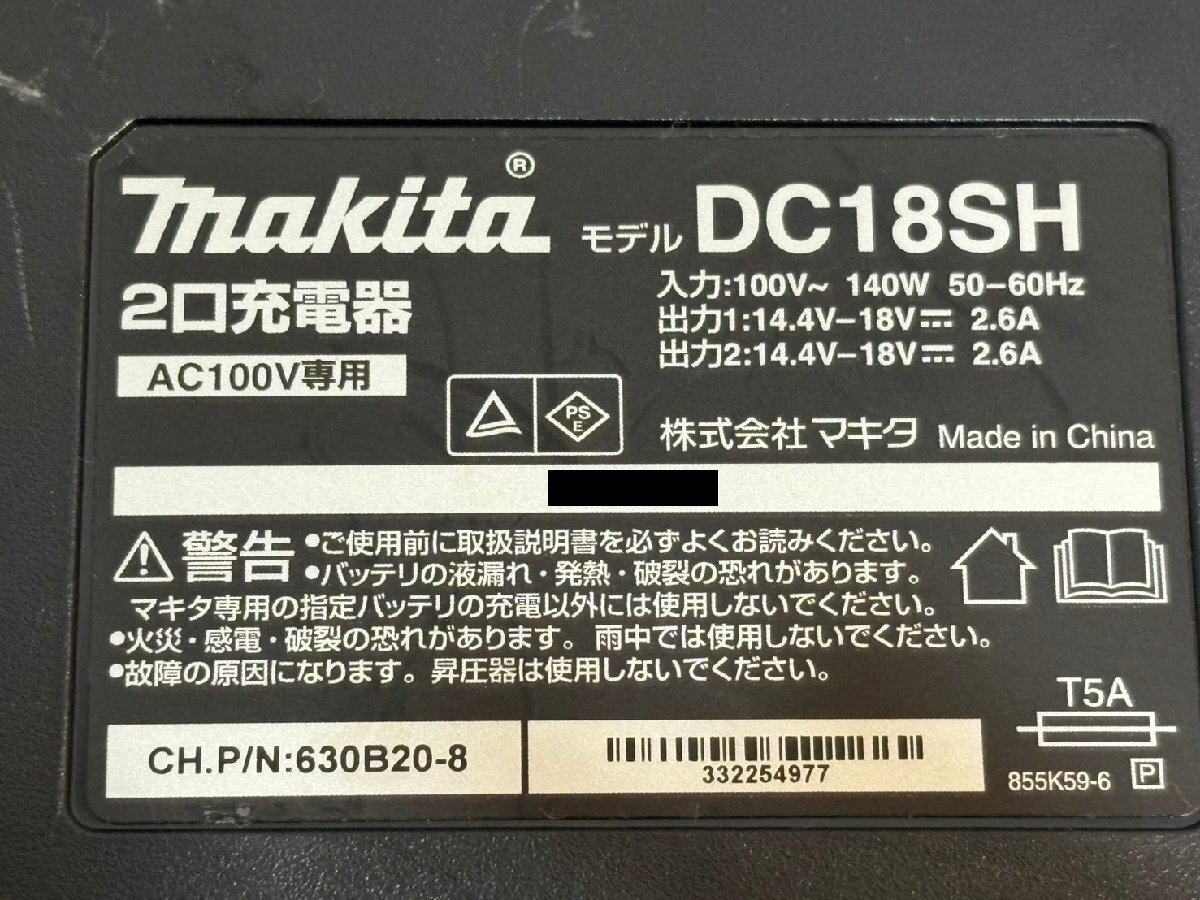 makita®
モデル DC18SH
2口充電器
AC100V専用
入力:100V~ 140W 50-60Hz
出力1:14.4V-18V⎓ 2.6A
出力2:14.4V-18V⎓ 2.6A
PS
E
株式会社マキタ Made in China
警告 •ご使用前に取扱説明書を必ずよくお読みください。
•バッテリの液漏れ・発熱・破裂の恐れがあります。
マキタ専用の指定バッテリの充電以外には使用しないでください。
•火災・感電・破裂の恐れがあります。雨中では使用しないでください。
•故障の原因になります。昇圧器は使用しないでください。
T5A
CH.P/N:630B20-8
332254977
855K59-6 P